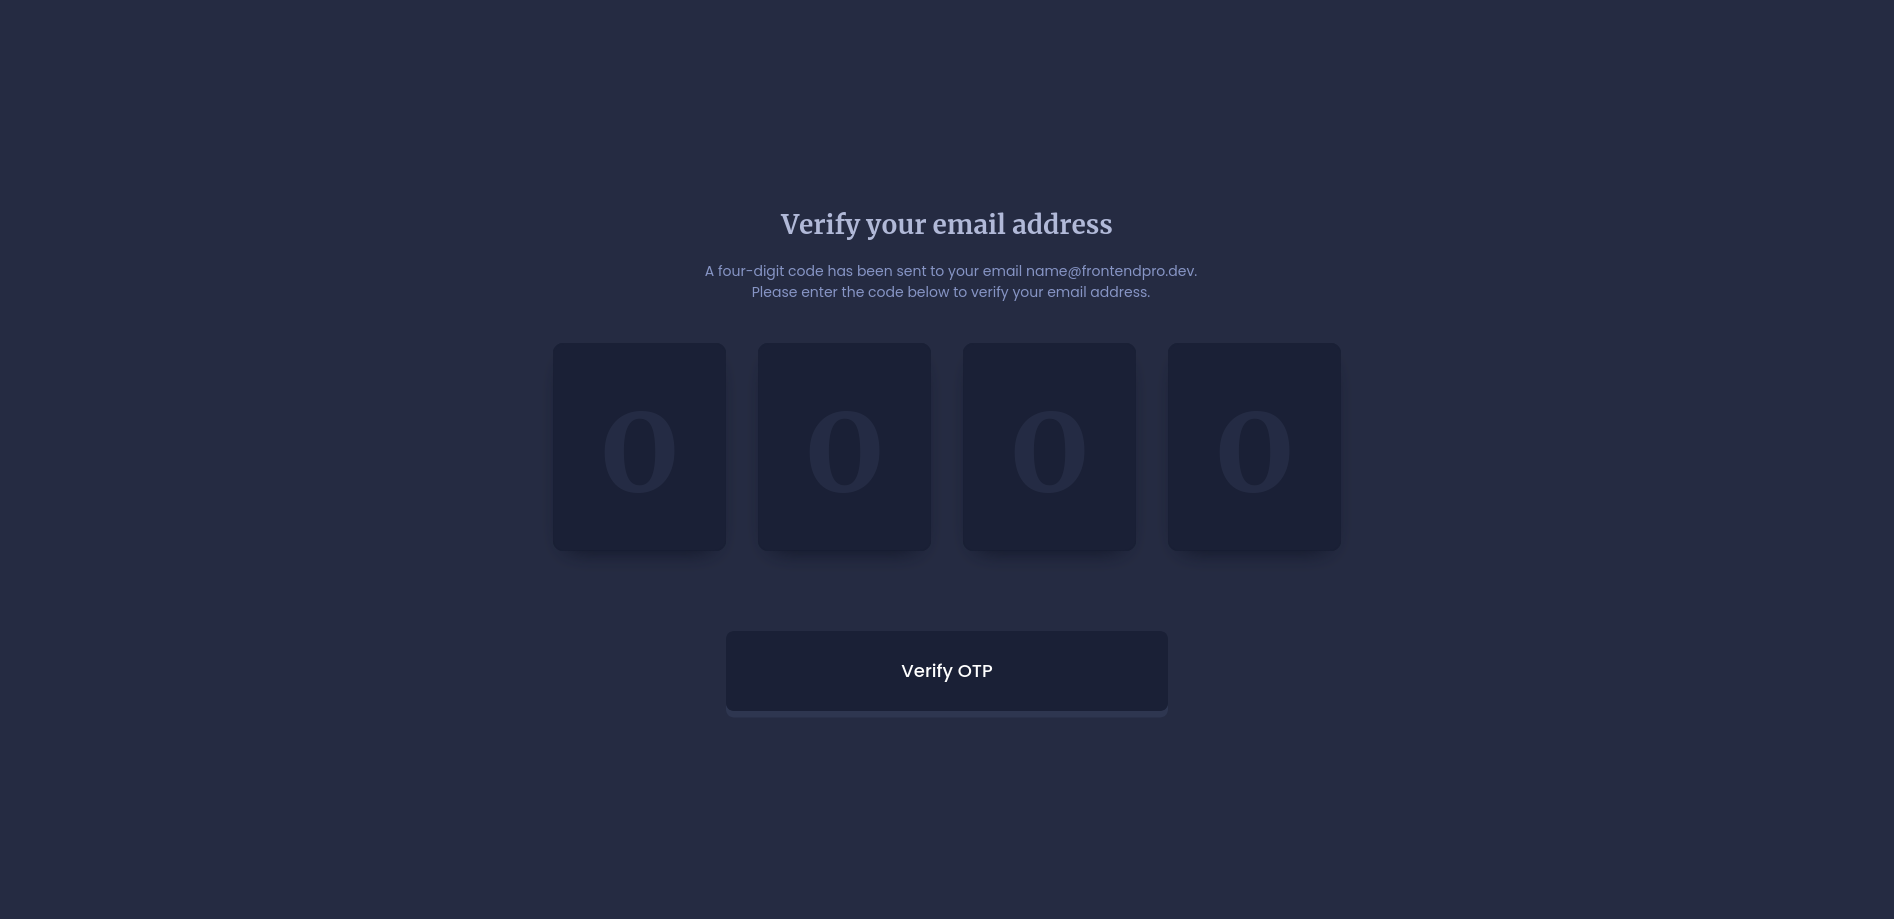 Verify your email address
A four-digit code has been sent to your email name@frontendpro.dev.
Please enter the code below to verify your email address.
0 0 0 0
Verify OTP